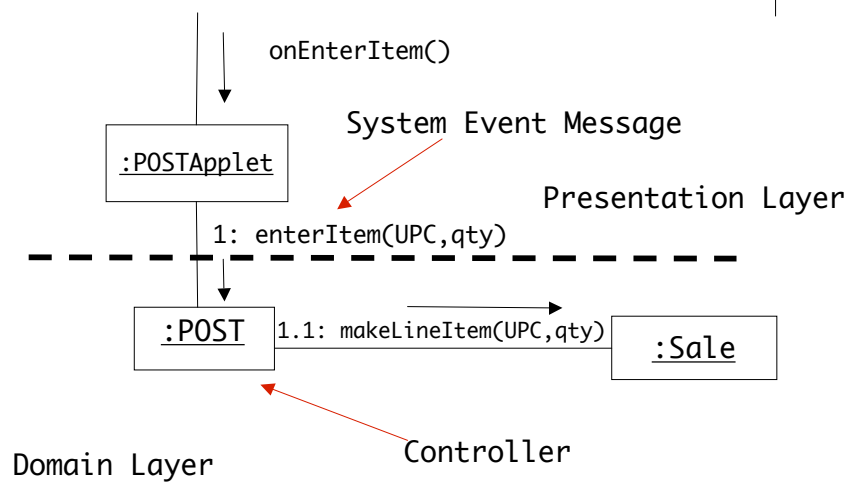 onEnterItem()
System Event Message
:POSTApplet
Presentation Layer
1: enterItem(UPC,qty)
:POST
1.1: makeLineItem(UPC,qty)
:Sale
Controller
Domain Layer